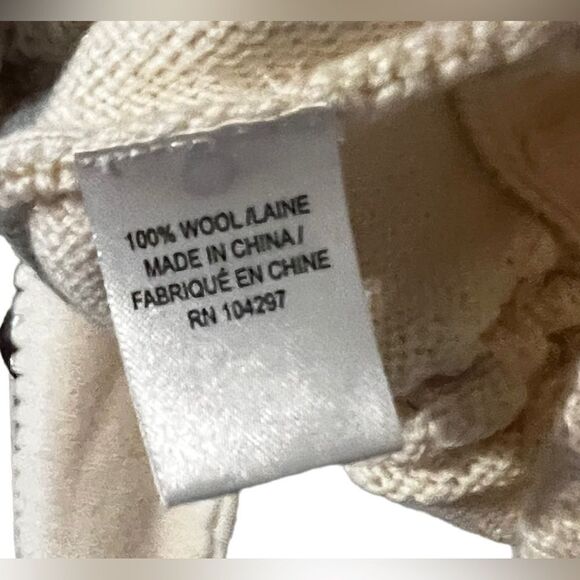 100% WOOL/LAINE
MADE IN CHINA/
FABRIQUÉ EN CHINE
RN 104297